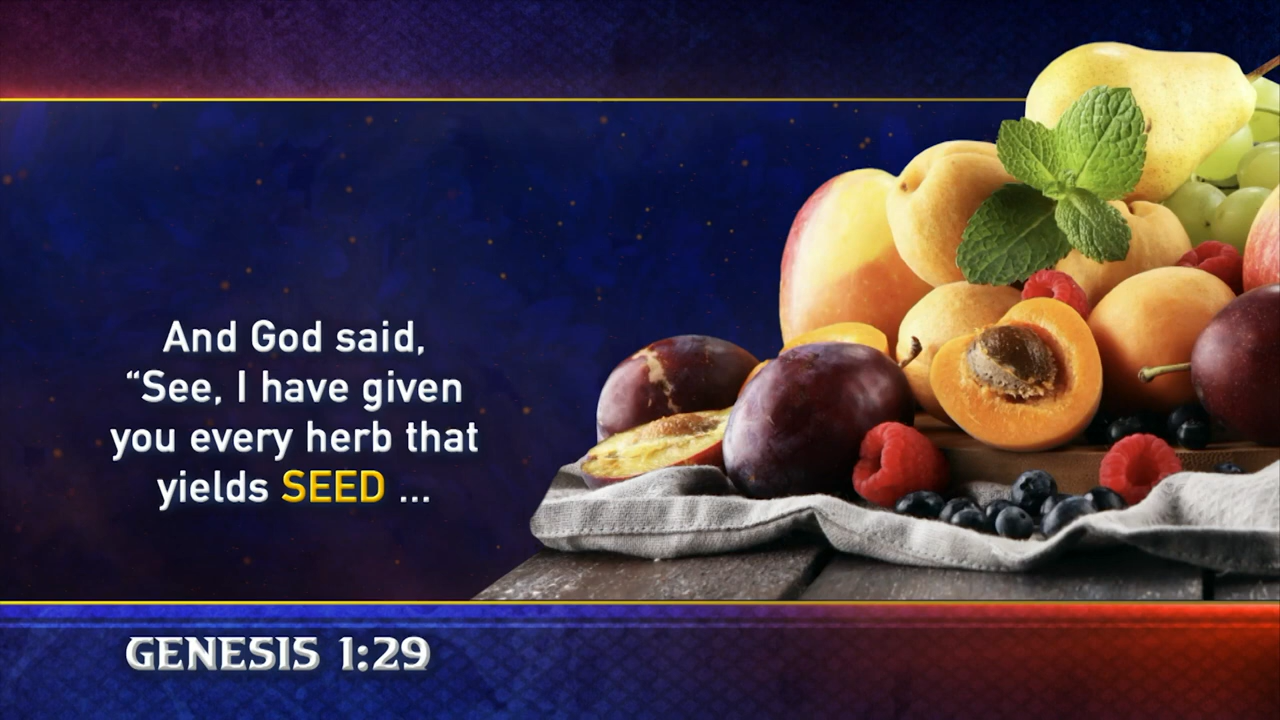 And God said,
“See, I have given
you every herb that
yields SEED ...
GENESIS 1:29